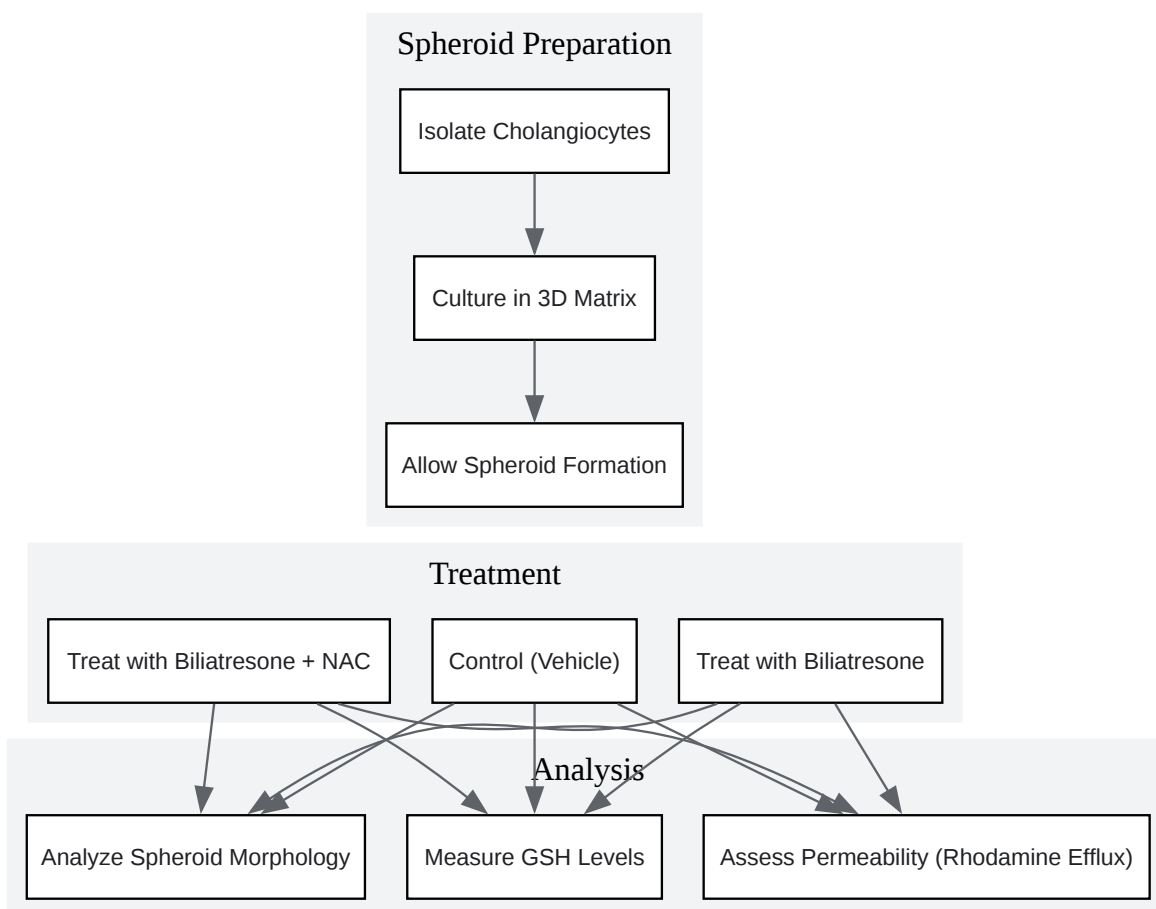 Spheroid Preparation
Isolate Cholangiocytes
Culture in 3D Matrix
Allow Spheroid Formation
Treatment
Treat with Biliatresone + NAC
Control (Vehicle)
Treat with Biliatresone
Analysis
Analyze Spheroid Morphology
Measure GSH Levels
Assess Permeability (Rhodamine Efflux)